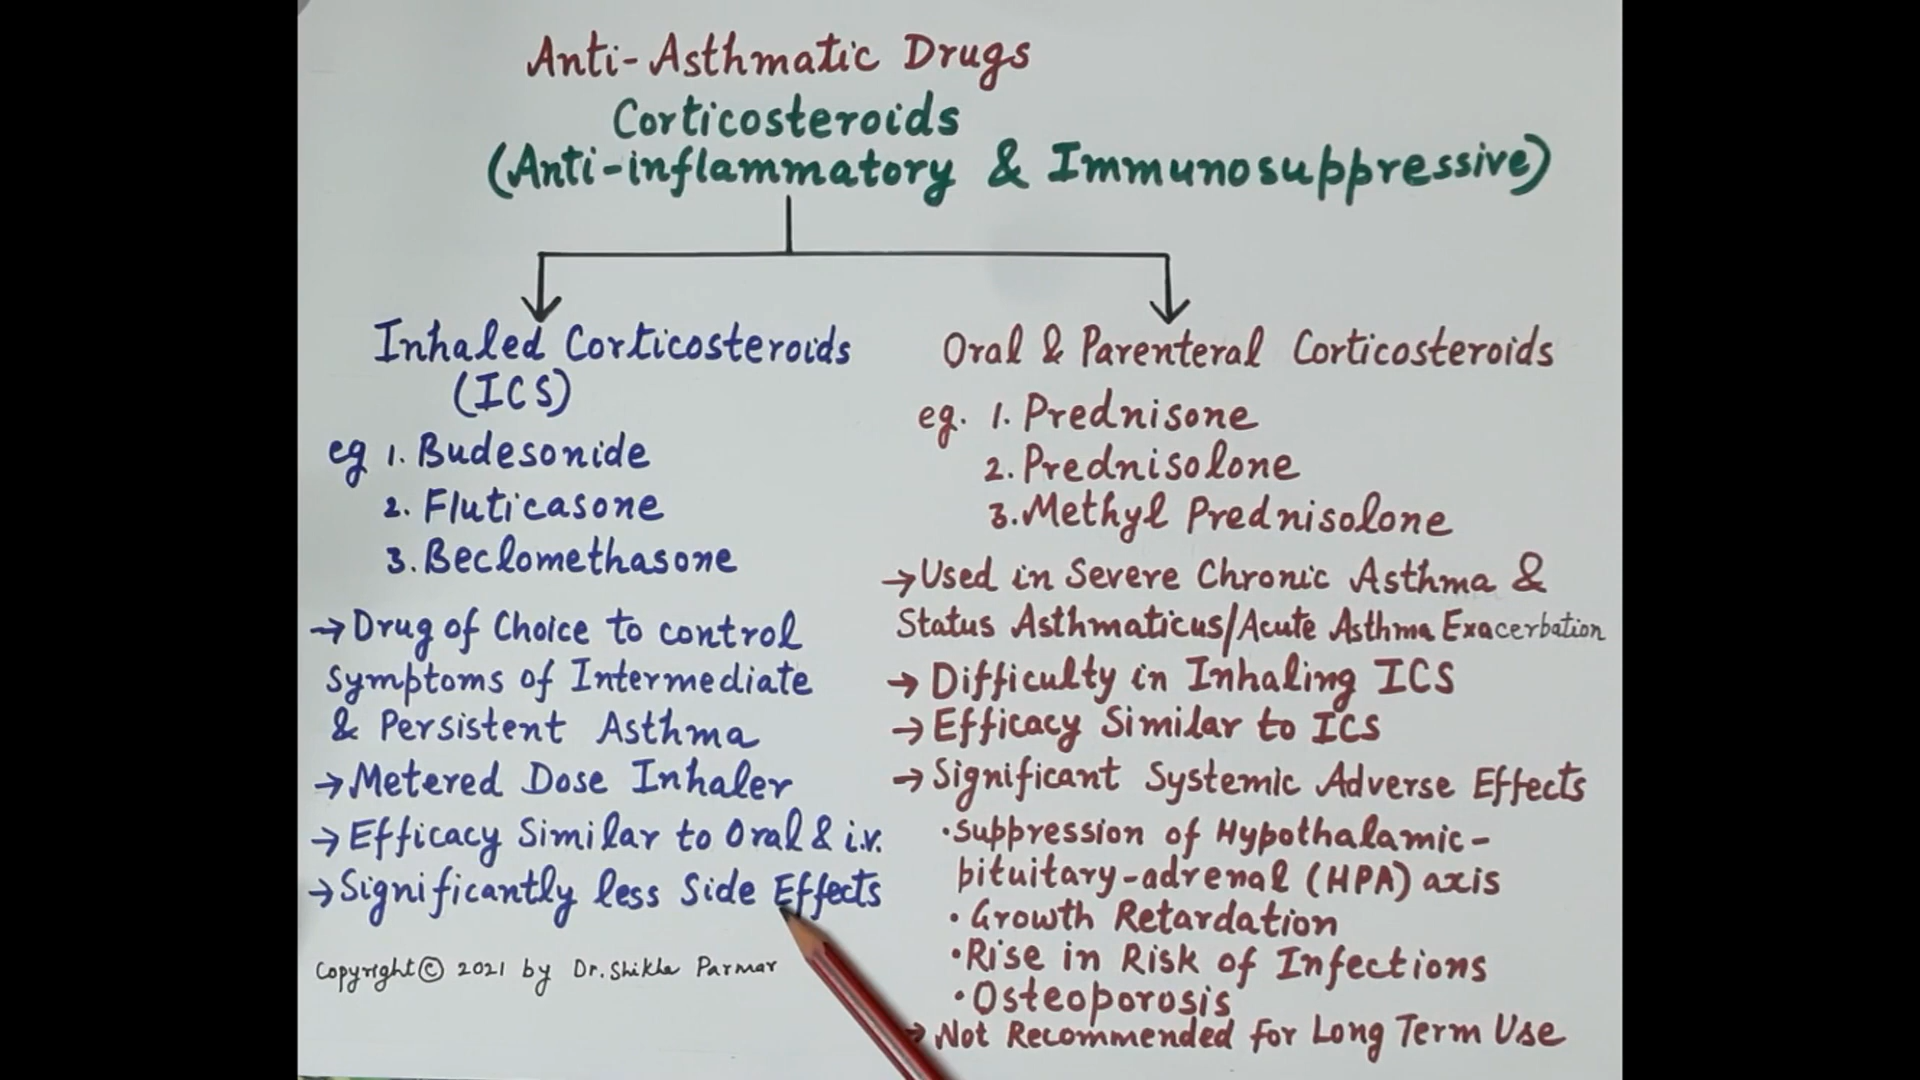 Anti-Asthmatic Drugs
Corticosteroids
(Anti-inflammatory & Immunosuppressive)
Inhaled Corticosteroids
(ICS)
eg 1. Budesonide
2. Fluticasone
3. Beclomethasone
→Drug of Choice to control
symptoms of Intermediate
& Persistent Asthma
→Metered Dose Inhaler
→Efficacy Similar to Oral & i.v.
→Significantly less Side Effects
Copyright© 2021 by Dr. Shikha Parmar
Oral & Parenteral Corticosteroids
eg. 1. Prednisone
2. Prednisolone
3. Methyl Prednisolone
→Used in Severe Chronic Asthma &
Status Asthmaticus/Acute Asthma Exacerbation
→ Difficulty in Inhaling ICS
→ Efficacy Similar to ICS
→ Significant Systemic Adverse Effects
•Suppression of Hypothalamic-
pituitary-adrenal (HPA) axis
• Growth Retardation
•Rise in Risk of Infections
•Osteoporosis
→ Not Recommended for Long Term Use